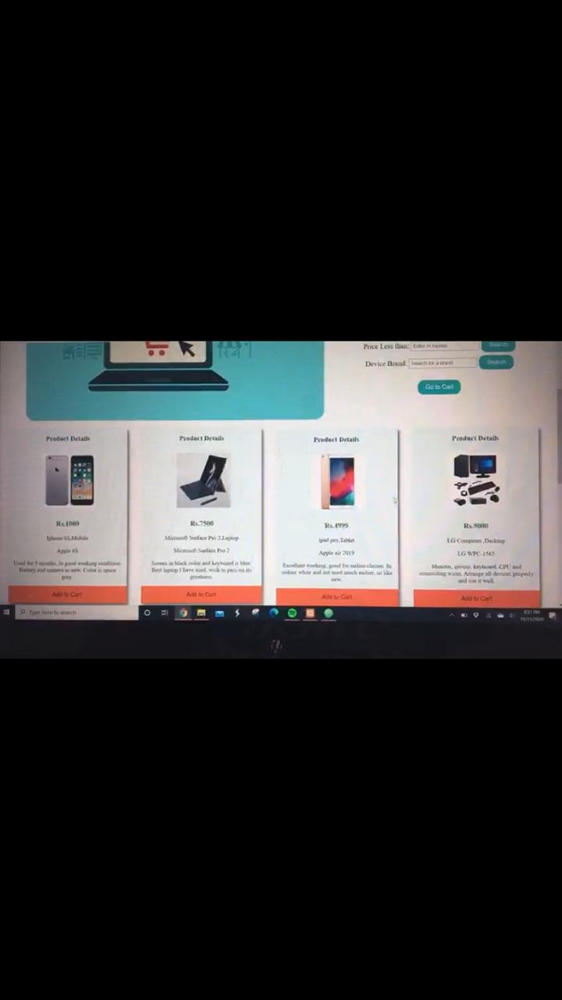 Price Less than: Enter in rupees Search
Device Brand: Search for a brand Search
Go to Cart
Product Details
Rs.1000
Iphone 6S,Mobile
Apple 6S
Used for 5 months, in good working condition.
Battery and camera as new. Color is space
grey.
Add to Cart
Product Details
Rs.7500
Microsoft Surface Pro 2,Laptop
Microsoft Surface Pro 2
Screen in black color and keyboard is blue.
Best laptop I have used, wish to pass on its
greatness.
Add to Cart
Product Details
Rs.4999
ipad pro,Tablet
Apple air 2019
Excellent working, good for online classes. In
colour white and not used much earlier, so like
new.
Add to Cart
Product Details
Rs.9000
LG Computer ,Desktop
LG WPC-1565
Monitor, mouse, keyboard, CPU and
connecting wires. Arrange all devices properly
and use it well.
Add to Cart
Type here to search
8:31 PM